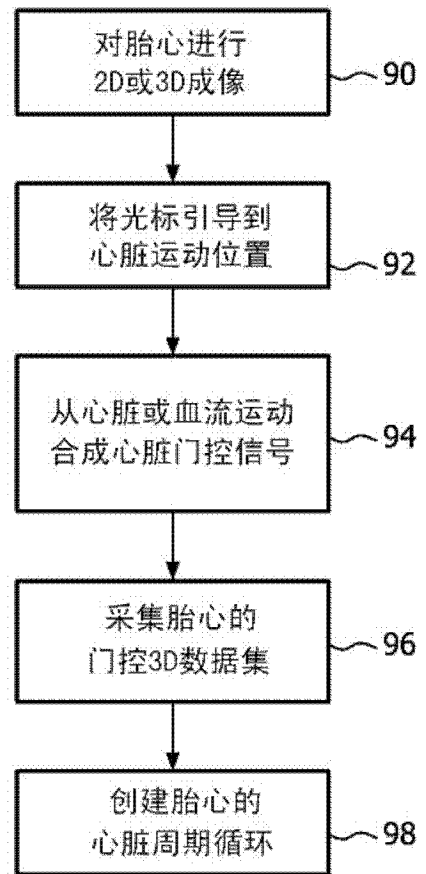 对胎心进行
2D或3D成像
90
将光标引导到
心脏运动位置
92
从心脏或血流运动
合成心脏门控信号
94
采集胎心的
门控3D数据集
96
创建胎心的
心脏周期循环
98